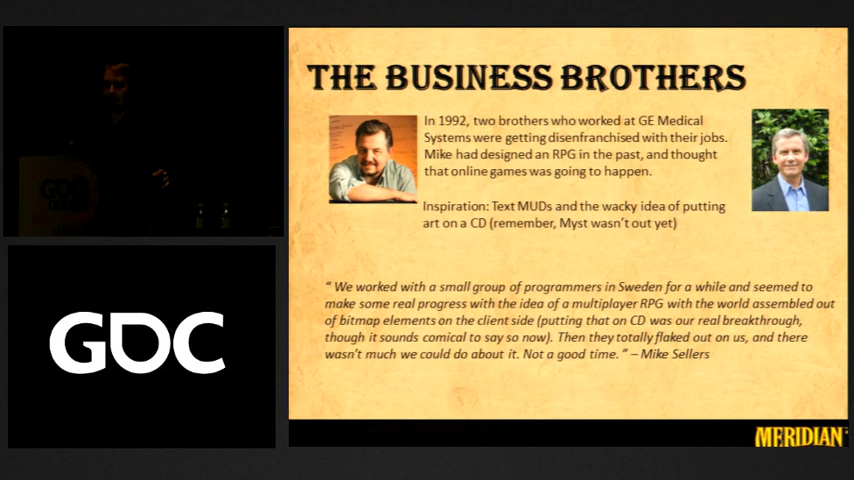 THE BUSINESS BROTHERS
In 1992, two brothers who worked at GE Medical
Systems were getting disenfranchised with their jobs.
Mike had designed an RPG in the past, and thought
that online games was going to happen.
Inspiration: Text MUDs and the wacky idea of putting
art on a CD (remember, Myst wasn't out yet)
" We worked with a small group of programmers in Sweden for a while and seemed to
make some real progress with the idea of a multiplayer RPG with the world assembled out
of bitmap elements on the client side (putting that on CD was our real breakthrough,
though it sounds comical to say so now). Then they totally flaked out on us, and there
wasn't much we could do about it. Not a good time. " – Mike Sellers
GDC
MERIDIAN